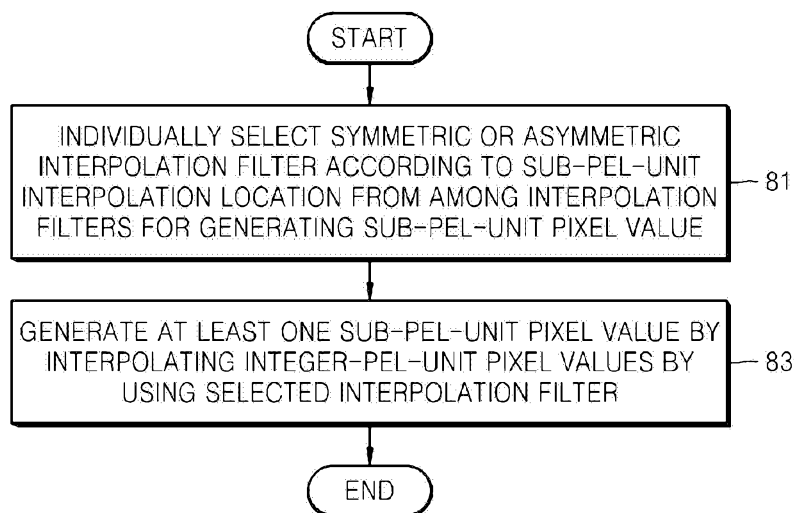 START
INDIVIDUALLY SELECT SYMMETRIC OR ASYMMETRIC
INTERPOLATION FILTER ACCORDING TO SUB-PEL-UNIT
INTERPOLATION LOCATION FROM AMONG INTERPOLATION
FILTERS FOR GENERATING SUB-PEL-UNIT PIXEL VALUE
81
GENERATE AT LEAST ONE SUB-PEL-UNIT PIXEL VALUE BY
INTERPOLATING INTEGER-PEL-UNIT PIXEL VALUES BY
USING SELECTED INTERPOLATION FILTER
83
END